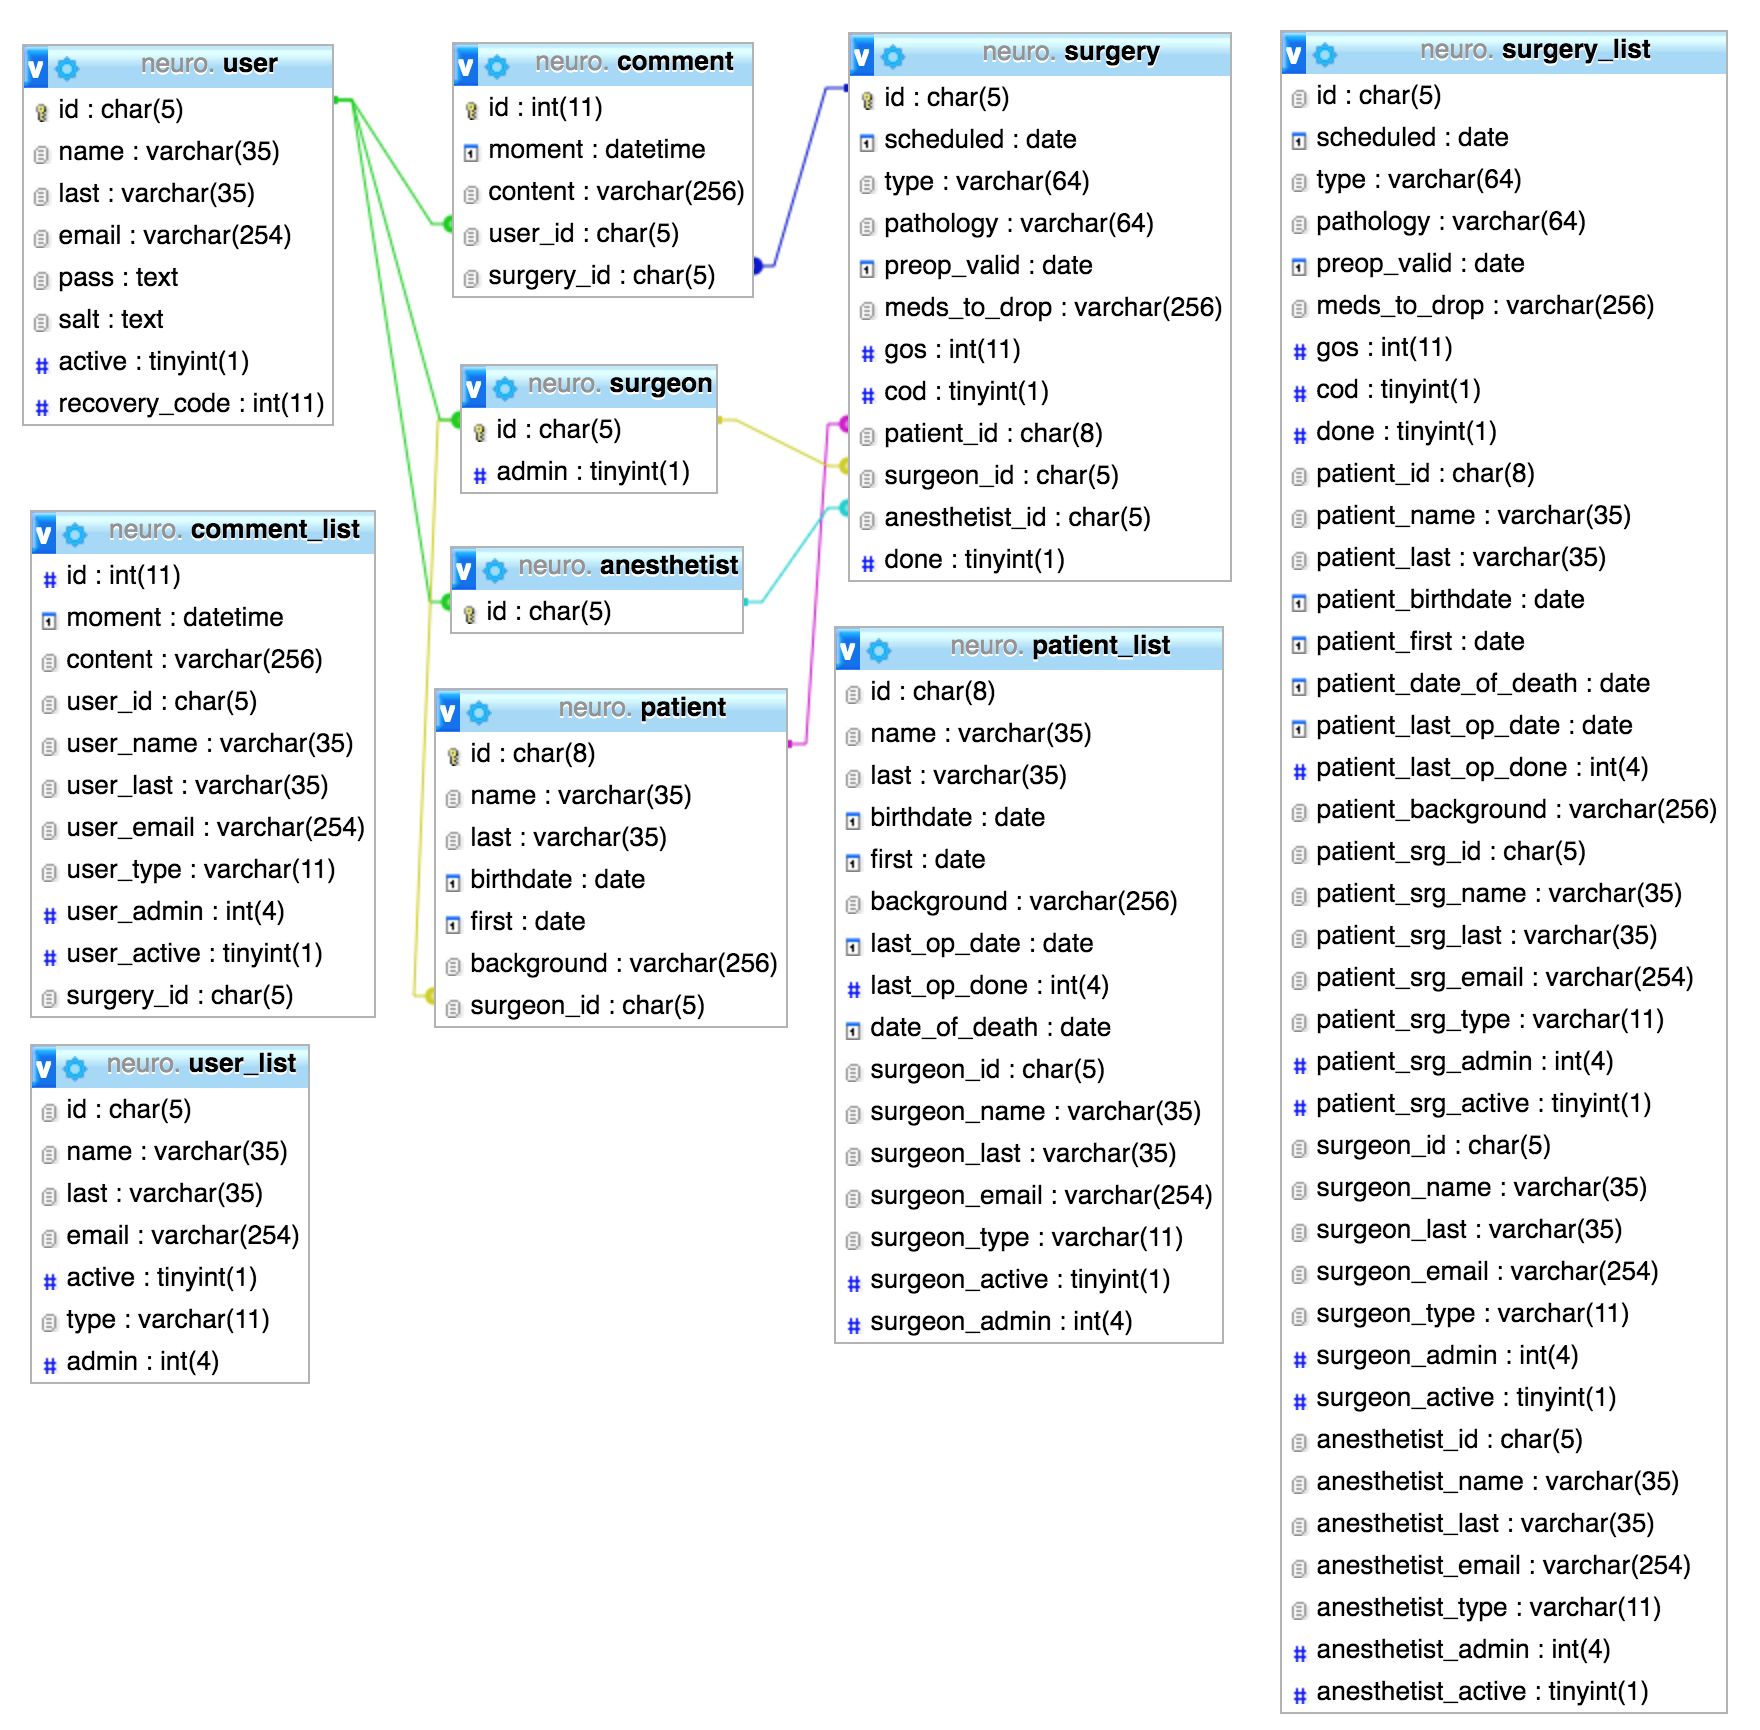 neuro. user
id : char(5)
name : varchar(35)
last : varchar(35)
email : varchar(254)
pass : text
salt : text
active : tinyint(1)
recovery_code : int(11)
neuro. comment
id : int(11)
moment : datetime
content : varchar(256)
user_id : char(5)
surgery_id : char(5)
neuro. surgeon
id : char(5)
admin : tinyint(1)
neuro. anesthetist
id : char(5)
neuro. patient
id : char(8)
name : varchar(35)
last : varchar(35)
birthdate : date
first : date
background : varchar(256)
surgeon_id : char(5)
neuro. comment_list
id : int(11)
moment : datetime
content : varchar(256)
user_id : char(5)
user_name : varchar(35)
user_last : varchar(35)
user_email : varchar(254)
user_type : varchar(11)
user_admin : int(4)
user_active : tinyint(1)
surgery_id : char(5)
neuro. user_list
id : char(5)
name : varchar(35)
last : varchar(35)
email : varchar(254)
active : tinyint(1)
type : varchar(11)
admin : int(4)
neuro. surgery
id : char(5)
scheduled : date
type : varchar(64)
pathology : varchar(64)
preop_valid : date
meds_to_drop : varchar(256)
gos : int(11)
cod : tinyint(1)
patient_id : char(8)
surgeon_id : char(5)
anesthetist_id : char(5)
done : tinyint(1)
neuro. patient_list
id : char(8)
name : varchar(35)
last : varchar(35)
birthdate : date
first : date
background : varchar(256)
last_op_date : date
last_op_done : int(4)
date_of_death : date
surgeon_id : char(5)
surgeon_name : varchar(35)
surgeon_last : varchar(35)
surgeon_email : varchar(254)
surgeon_type : varchar(11)
surgeon_active : tinyint(1)
surgeon_admin : int(4)
neuro. surgery_list
id : char(5)
scheduled : date
type : varchar(64)
pathology : varchar(64)
preop_valid : date
meds_to_drop : varchar(256)
gos : int(11)
cod : tinyint(1)
done : tinyint(1)
patient_id : char(8)
patient_name : varchar(35)
patient_last : varchar(35)
patient_birthdate : date
patient_first : date
patient_date_of_death : date
patient_last_op_date : date
patient_last_op_done : int(4)
patient_background : varchar(256)
patient_srg_id : char(5)
patient_srg_name : varchar(35)
patient_srg_last : varchar(35)
patient_srg_email : varchar(254)
patient_srg_type : varchar(11)
patient_srg_admin : int(4)
patient_srg_active : tinyint(1)
surgeon_id : char(5)
surgeon_name : varchar(35)
surgeon_last : varchar(35)
surgeon_email : varchar(254)
surgeon_type : varchar(11)
surgeon_admin : int(4)
surgeon_active : tinyint(1)
anesthetist_id : char(5)
anesthetist_name : varchar(35)
anesthetist_last : varchar(35)
anesthetist_email : varchar(254)
anesthetist_type : varchar(11)
anesthetist_admin : int(4)
anesthetist_active : tinyint(1)